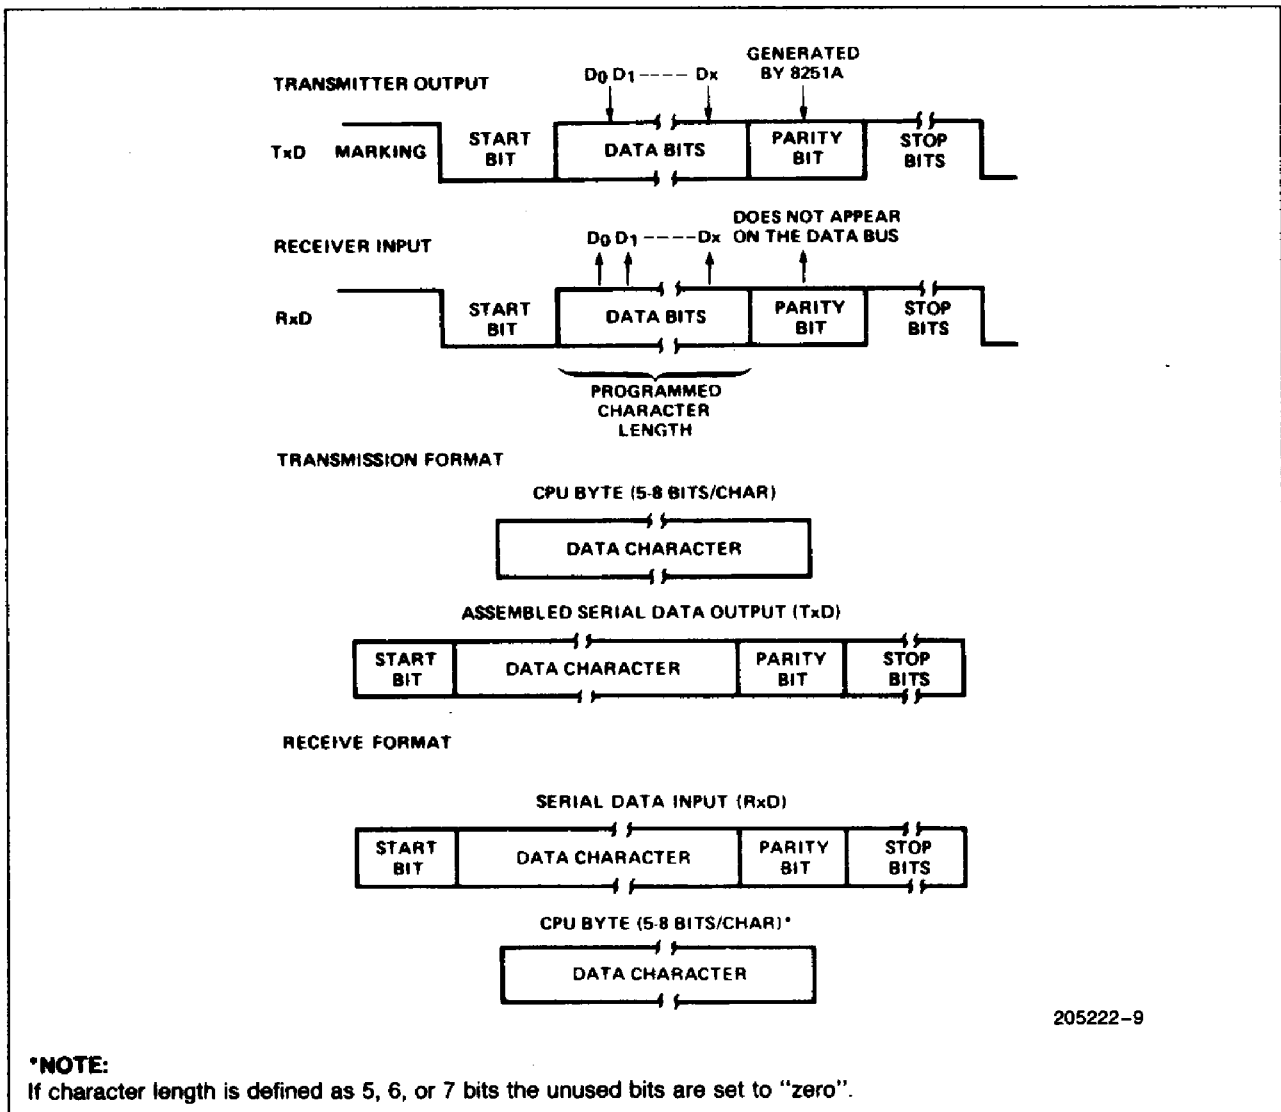 TRANSMITTER OUTPUT
D0 D1 ---- Dx
GENERATED
BY 8251A
TxD
MARKING
START
BIT
DATA BITS
PARITY
BIT
STOP
BITS
RECEIVER INPUT
D0 D1 ----- Dx
DOES NOT APPEAR
ON THE DATA BUS
RxD
START
BIT
DATA BITS
PARITY
BIT
STOP
BITS
PROGRAMMED
CHARACTER
LENGTH
TRANSMISSION FORMAT
CPU BYTE (5-8 BITS/CHAR)
DATA CHARACTER
ASSEMBLED SERIAL DATA OUTPUT (TxD)
START
BIT
DATA CHARACTER
PARITY
BIT
STOP
BITS
RECEIVE FORMAT
SERIAL DATA INPUT (RxD)
START
BIT
DATA CHARACTER
PARITY
BIT
STOP
BITS
CPU BYTE (5-8 BITS/CHAR)*
DATA CHARACTER
205222-9
*NOTE:
If character length is defined as 5, 6, or 7 bits the unused bits are set to "zero".